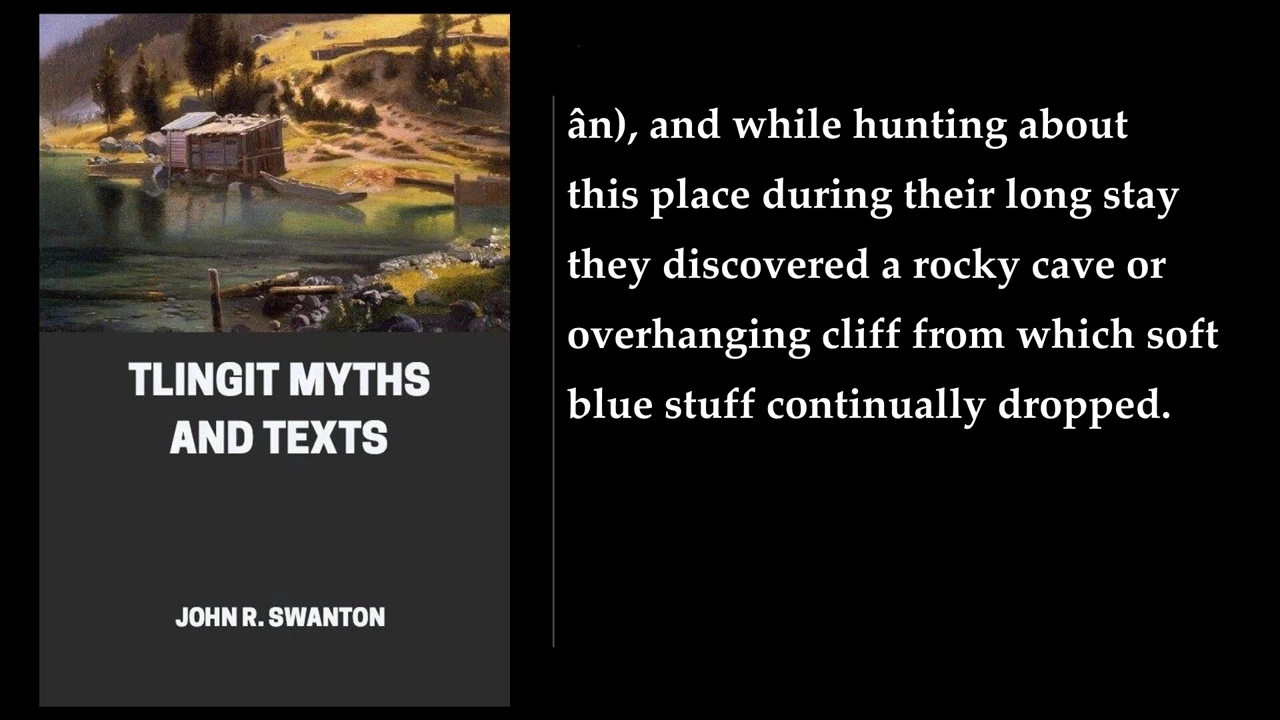 TLINGIT MYTHS
AND TEXTS
JOHN R. SWANTON
ân), and while hunting about
this place during their long stay
they discovered a rocky cave or
overhanging cliff from which soft
blue stuff continually dropped.